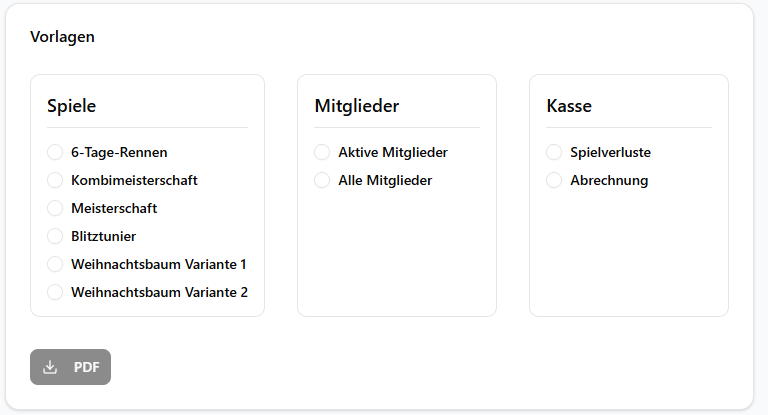 Vorlagen
Spiele
6-Tage-Rennen
Kombimeisterschaft
Meisterschaft
Blitztunier
Weihnachtsbaum Variante 1
Weihnachtsbaum Variante 2
Mitglieder
Aktive Mitglieder
Alle Mitglieder
Kasse
Spielverluste
Abrechnung
PDF